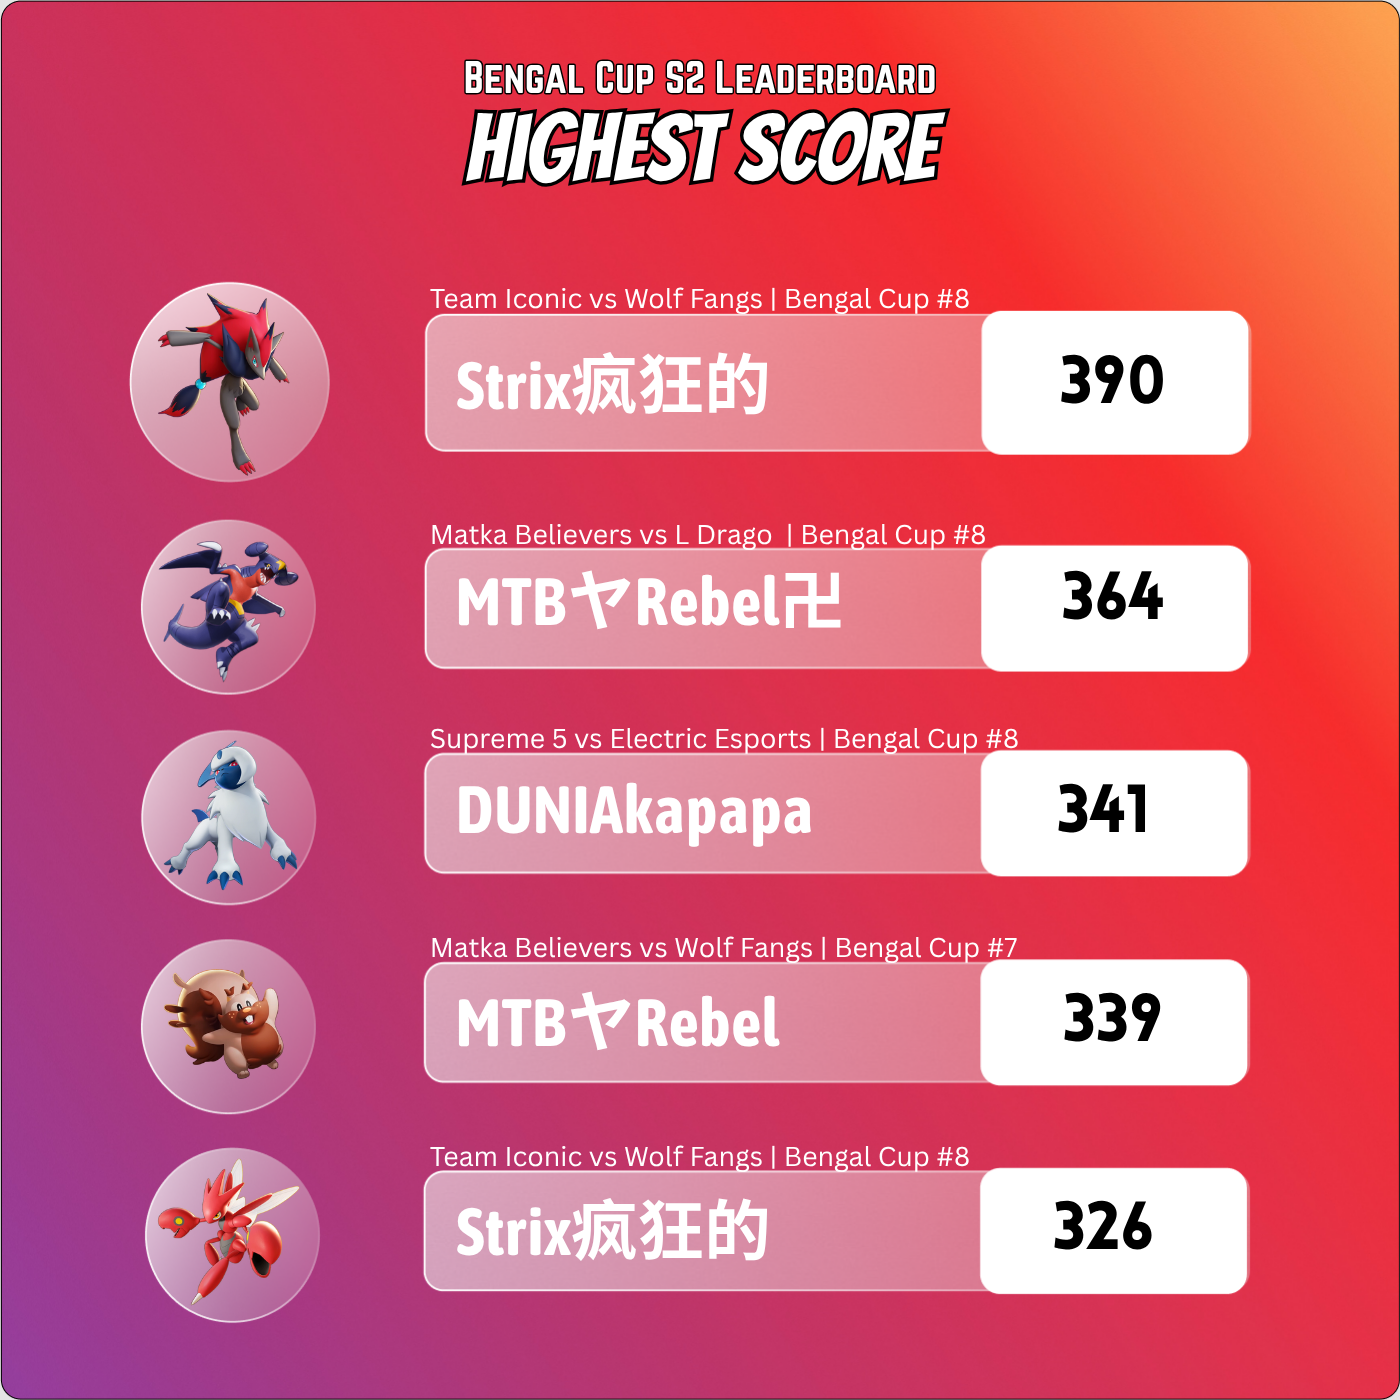 Bengal Cup S2 Leaderboard
HIGHEST SCORE
Team Iconic vs Wolf Fangs | Bengal Cup #8
Strix疯狂的
390
Matka Believers vs L Drago | Bengal Cup #8
MTBヤRebel卍
364
Supreme 5 vs Electric Esports | Bengal Cup #8
DUNIAkapapa
341
Matka Believers vs Wolf Fangs | Bengal Cup #7
MTBヤRebel
339
Team Iconic vs Wolf Fangs | Bengal Cup #8
Strix疯狂的
326